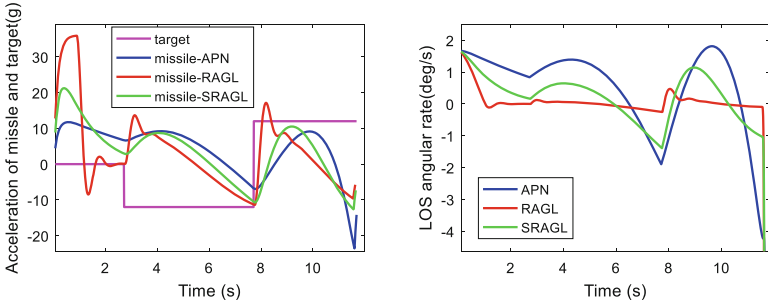 Acceleration of missle and target(g)
30
20
10
0
-10
-20
2
4
6
8
10
Time (s)
target
missile-APN
missile-RAGL
missile-SRAGL
LOS angular rate(deg/s)
2
1
0
-1
-2
-3
-4
2
4
6
8
10
Time (s)
APN
RAGL
SRAGL